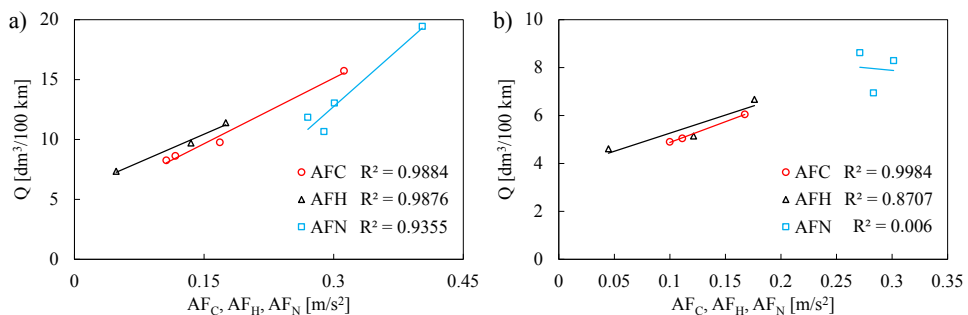 a)
Q [dm³/100 km]
20
15
10
5
0
0
0.15
0.3
0.45
AFC R² = 0.9884
AFH R² = 0.9876
AFN R² = 0.9355
AF_C, AF_H, AF_N [m/s²]
b)
Q [dm³/100 km]
10
8
6
4
2
0
0
0.05
0.1
0.15
0.2
0.25
0.3
0.35
AFC R² = 0.9984
AFH R² = 0.8707
AFN R² = 0.006
AF_C, AF_H, AF_N [m/s²]